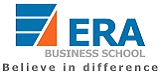 ERA
BUSINESS SCHOOL
Believe in difference